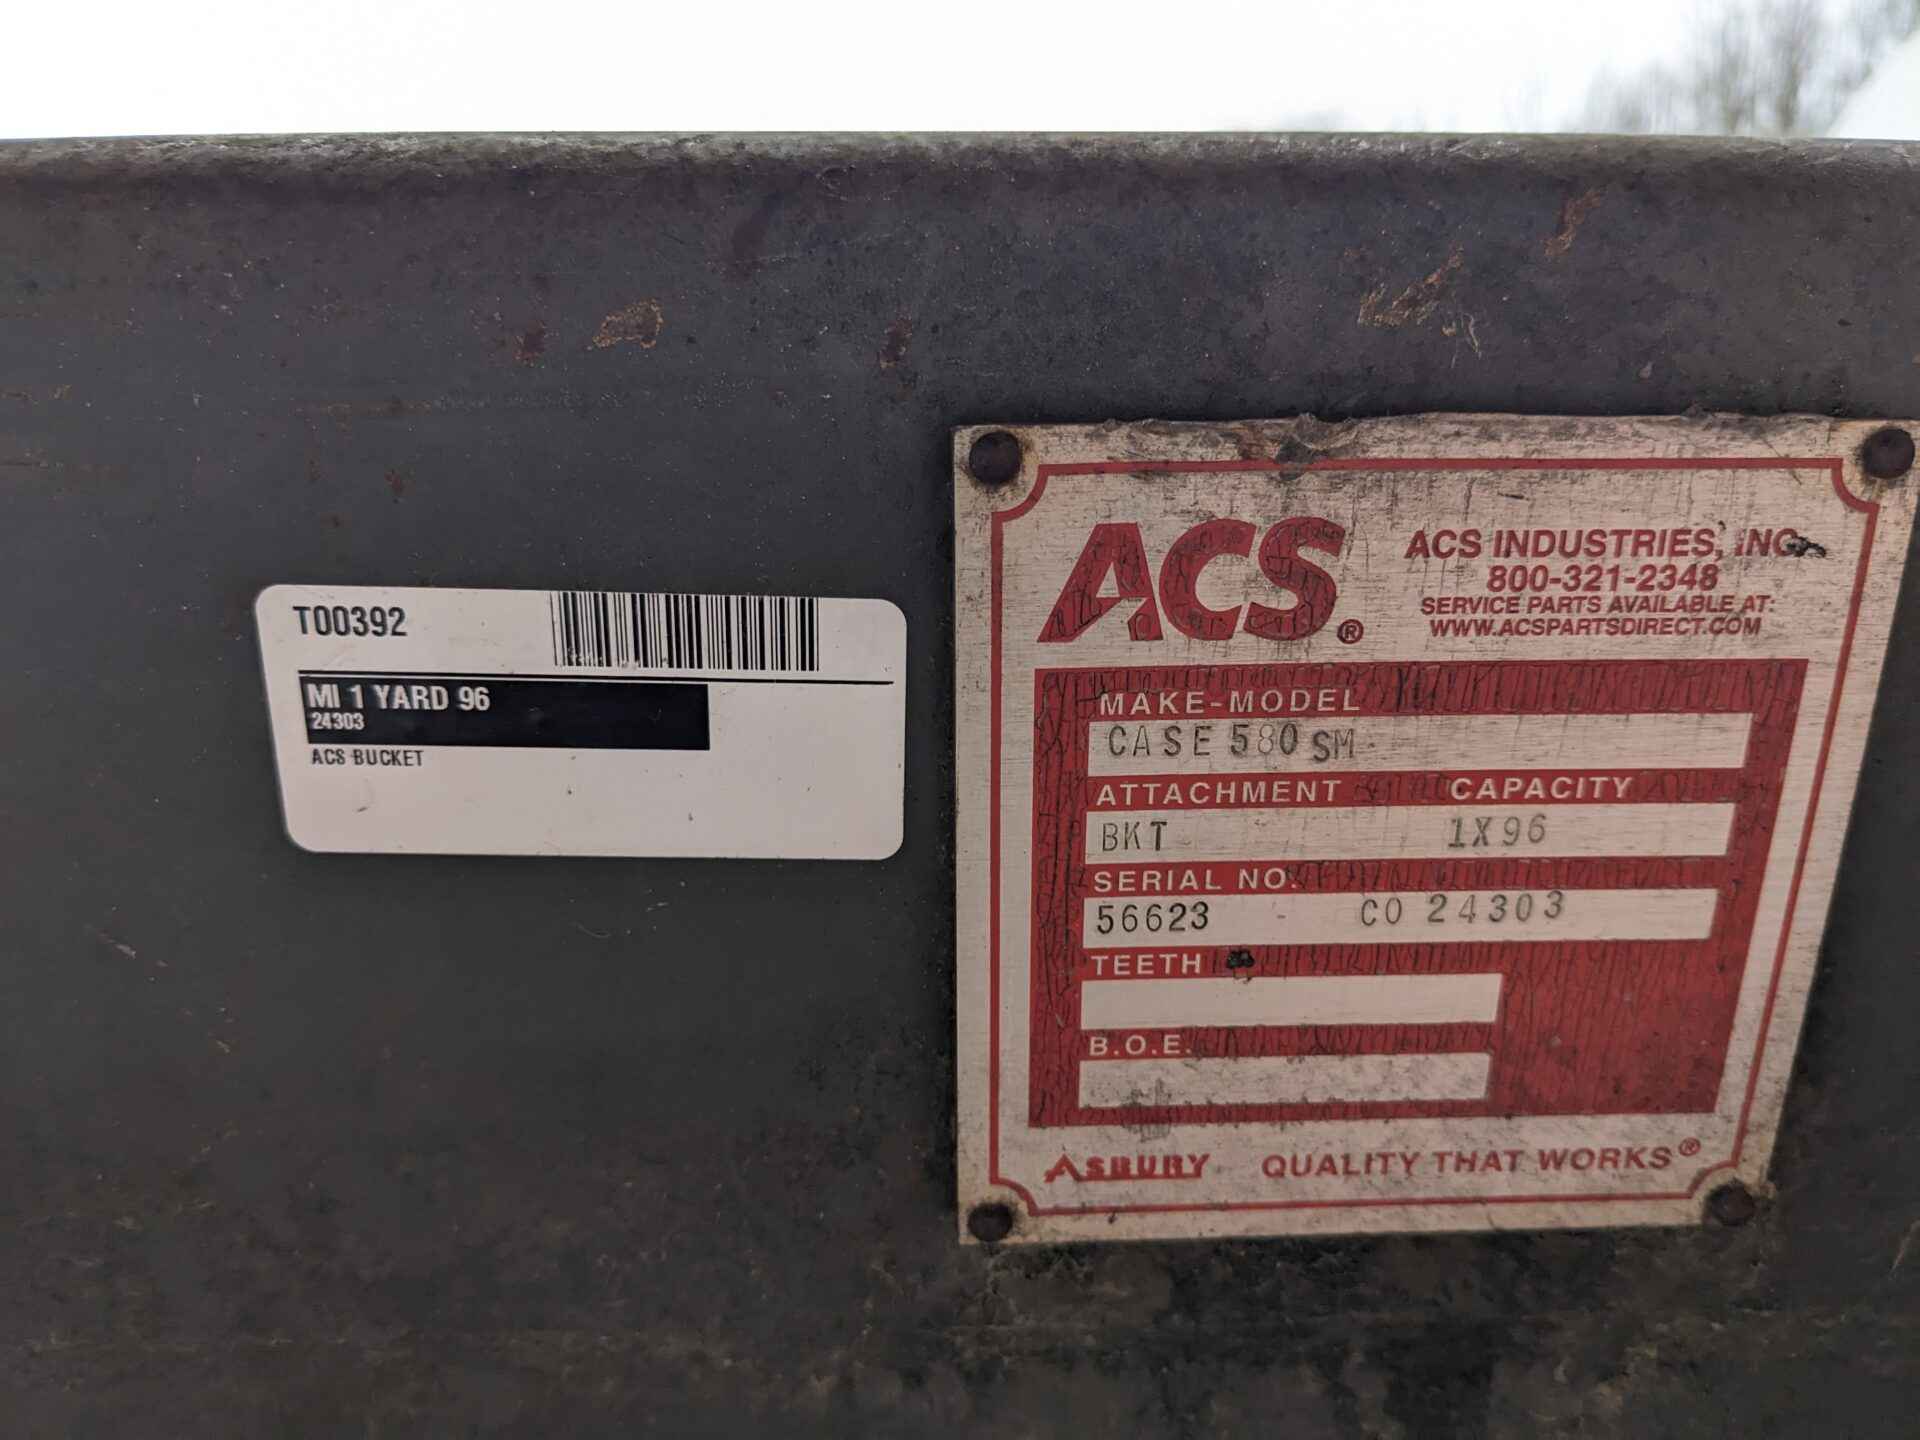 T00392
MI 1 YARD 96
24303
ACS BUCKET
ACS®
ACS INDUSTRIES, INC.
800-321-2348
SERVICE PARTS AVAILABLE AT:
WWW.ACSPARTSDIRECT.COM
MAKE-MODEL
CASE 580 SM
ATTACHMENT CAPACITY
BKT 1X96
SERIAL NO.
56623 CO 24303
TEETH
B.O.E.
ASBURY QUALITY THAT WORKS®